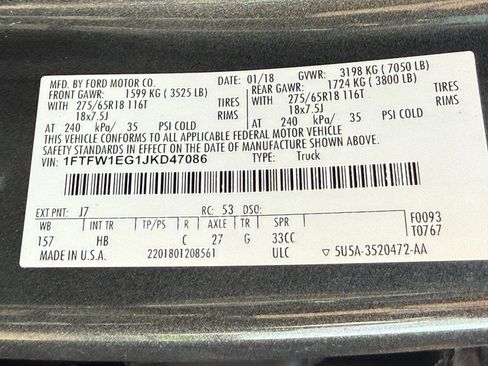 MFD. BY FORD MOTOR CO. 01/18 GVWR: 3198 KG ( 7050 LB)
FRONT GAWR: 1599 KG ( 3525 LB) REAR GAWR: 1724 KG ( 3800 LB)
WITH 275/65R18 116T TIRES WITH 275/65R18 116T TIRES
18x7.5J RIMS 18x7.5J RIMS
AT 240 kPa/ 35 PSI COLD AT 240 kPa/ 35 PSI COLD
THIS VEHICLE CONFORMS TO ALL APPLICABLE FEDERAL MOTOR VEHICLE
SAFETY STANDARDS IN EFFECT ON THE DATE OF MANUFACTURE SHOWN ABOVE.
VIN: 1FTFW1EG1JKD47086 TYPE: Truck
EXT PNT: J7 RC: 53 DSO: F0093
WB INT TR TP/PS R AXLE TR SPR T0767
157 HB C 27 G 33CC
MADE IN U.S.A. 2201801208561 ULC ▽ 5U5A-3520472-AA